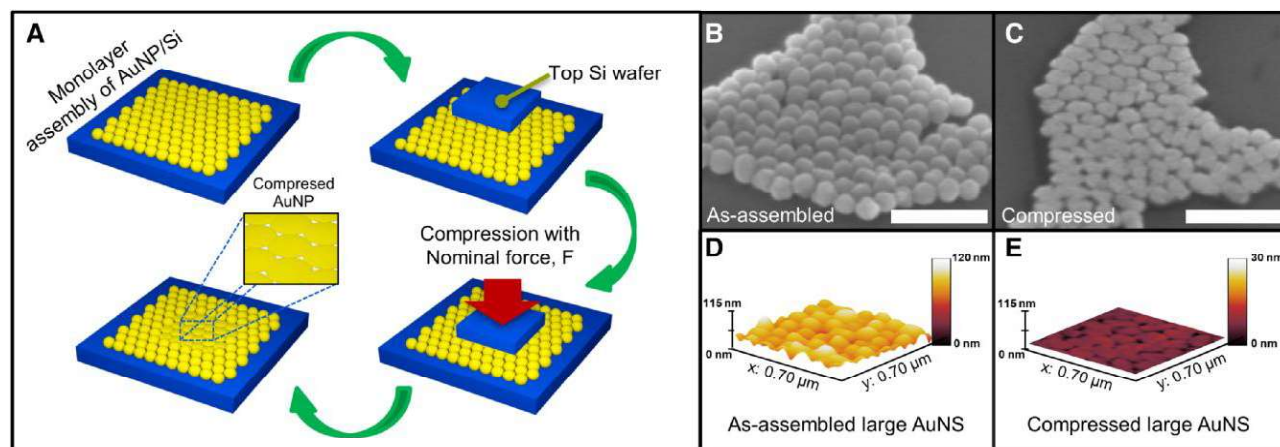 A
Monolayer
assembly of AuNP/Si
Top Si wafer
Compresed
AuNP
Compression with
Nominal force, F
B
As-assembled
C
Compressed
D
120 nm
115 nm
0 nm
0 nm
x: 0.70 μm
y: 0.70 μm
As-assembled large AuNS
E
30 nm
115 nm
0 nm
0 nm
x: 0.70 μm
y: 0.70 μm
Compressed large AuNS